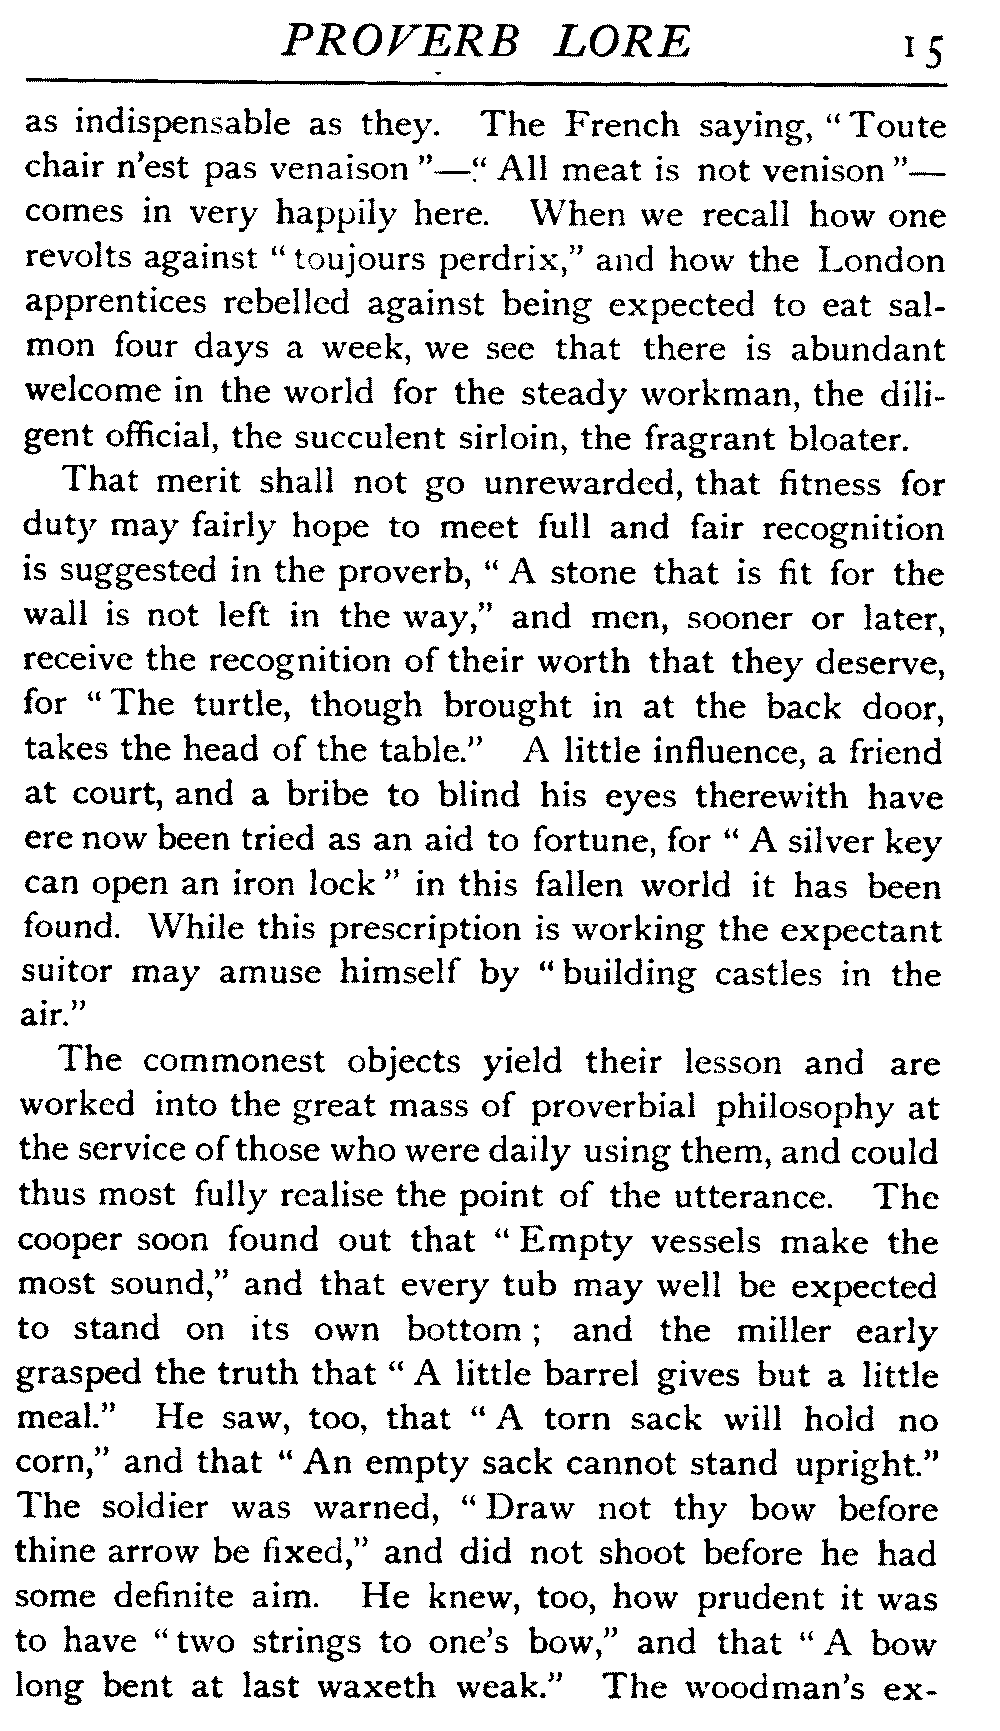 PROVERB LORE 15
as indispensable as they. The French saying, “Toute
chair n'est pas venaison”—“All meat is not venison”—
comes in very happily here. When we recall how one
revolts against “toujours perdrix,” and how the London
apprentices rebelled against being expected to eat sal-
mon four days a week, we see that there is abundant
welcome in the world for the steady workman, the dili-
gent official, the succulent sirloin, the fragrant bloater.
That merit shall not go unrewarded, that fitness for
duty may fairly hope to meet full and fair recognition
is suggested in the proverb, “A stone that is fit for the
wall is not left in the way,” and men, sooner or later,
receive the recognition of their worth that they deserve,
for “The turtle, though brought in at the back door,
takes the head of the table.” A little influence, a friend
at court, and a bribe to blind his eyes therewith have
ere now been tried as an aid to fortune, for “A silver key
can open an iron lock” in this fallen world it has been
found. While this prescription is working the expectant
suitor may amuse himself by “building castles in the
air.”
The commonest objects yield their lesson and are
worked into the great mass of proverbial philosophy at
the service of those who were daily using them, and could
thus most fully realise the point of the utterance. The
cooper soon found out that “Empty vessels make the
most sound,” and that every tub may well be expected
to stand on its own bottom; and the miller early
grasped the truth that “A little barrel gives but a little
meal.” He saw, too, that “A torn sack will hold no
corn,” and that “An empty sack cannot stand upright.”
The soldier was warned, “Draw not thy bow before
thine arrow be fixed,” and did not shoot before he had
some definite aim. He knew, too, how prudent it was
to have “two strings to one's bow,” and that “A bow
long bent at last waxeth weak.” The woodman's ex-